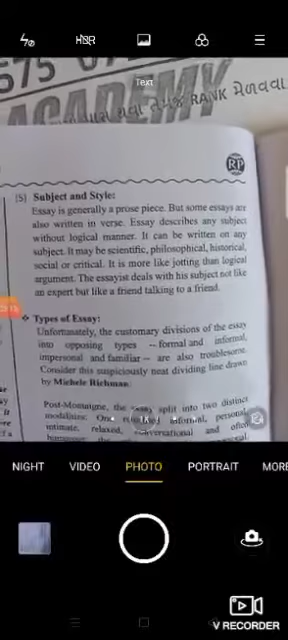 HDR
Text
575
ACADEMY
RANK મેળવવા
RP
(5) Subject and Style:
Essay is generally a prose piece. But some essays are
also written in verse. Essay describes any subject
without logical manner. It can be written on any
subject. It may be scientific, philosophical, historical,
social or critical. It is more like jotting than logical
argument. The essayist deals with his subject not like
an expert but like a friend talking to a friend.
❖ Types of Essay:
Unfortunately, the customary divisions of the essay
into opposing types -- formal and informal,
impersonal and familiar -- are also troublesome.
Consider this suspiciously neat dividing line drawn
by Michele Richman:
Post-Montaigne, the essay split into two distinct
modalities: One remained informal, personal,
intimate, relaxed, conversational and often
NIGHT VIDEO PHOTO PORTRAIT MORE
V RECORDER